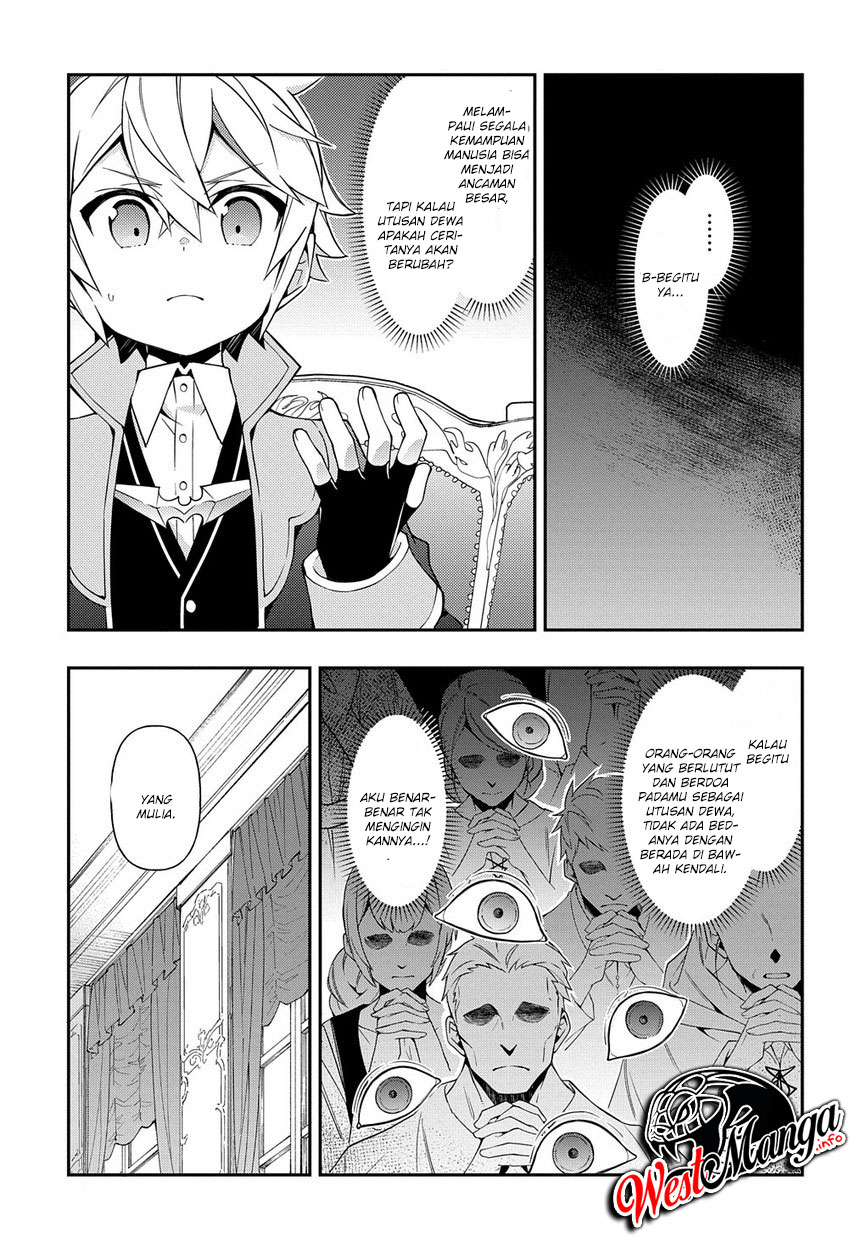 ......
B-BEGITU
YA...
MELAM-
PAUI SEGALA
KEMAMPUAN
MANUSIA BISA
MENJADI
ANCAMAN
BESAR,
TAPI KALAU
UTUSAN DEWA
APAKAH CERI-
TANYA AKAN
BERUBAH?
KALAU
BEGITU
ORANG-ORANG
YANG BERLUTUT
DAN BERDOA
PADAMU SEBAGAI
UTUSAN DEWA,
TIDAK ADA BED-
ANYA DENGAN
BERADA DI BAW-
AH KENDALI.
AKU BENAR-
BENAR TAK
MENGINGIN
KANNYA...!
YANG
MULIA.
WestManga
.info